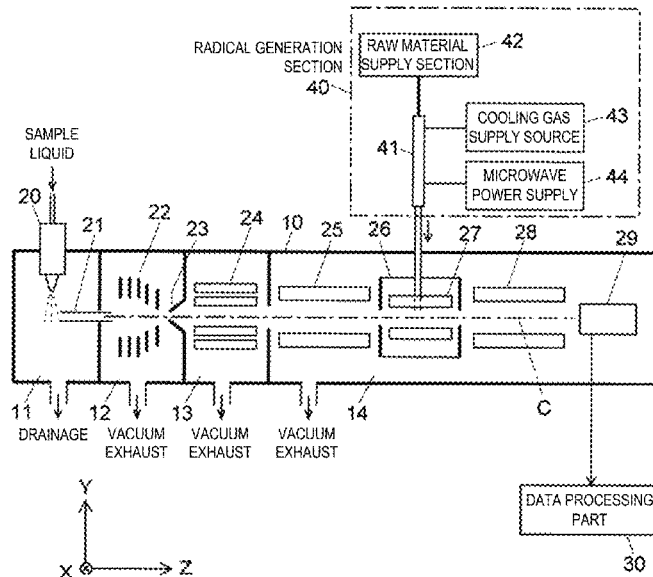 RADICAL GENERATION
SECTION
40
RAW MATERIAL
SUPPLY SECTION
42
COOLING GAS
SUPPLY SOURCE
43
41
MICROWAVE
POWER SUPPLY
44
SAMPLE
LIQUID
20
21
22
23
24
10
25
26
27
28
29
11
12
13
14
C
DRAINAGE
VACUUM
EXHAUST
VACUUM
EXHAUST
VACUUM
EXHAUST
Y
X
Z
DATA PROCESSING
PART
30